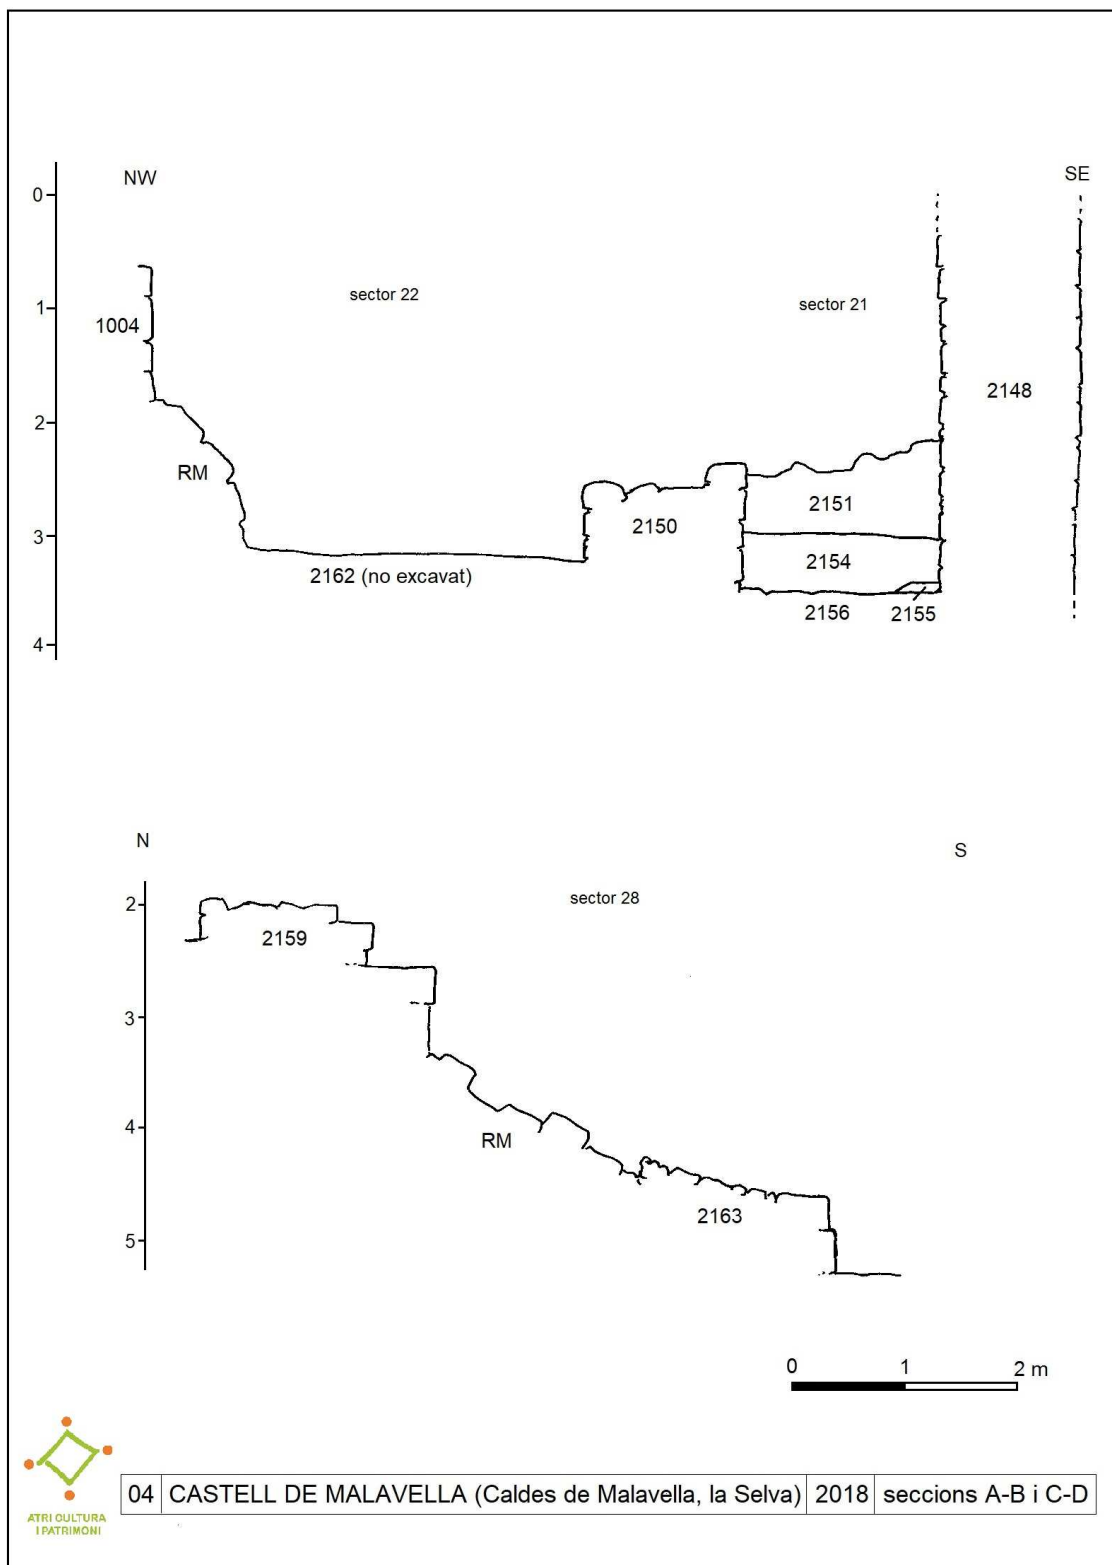 NW
SE
0
sector 22
sector 21
1
1004
2148
2
RM
2151
2150
3
2154
2162 (no excavat)
2156
2155
4
N
S
2
sector 28
2159
3
4
RM
2163
5
0 1 2 m
04 CASTELL DE MALAVELLA (Caldes de Malavella, la Selva) 2018 seccions A-B i C-D
ATRI CULTURA
I PATRIMONI